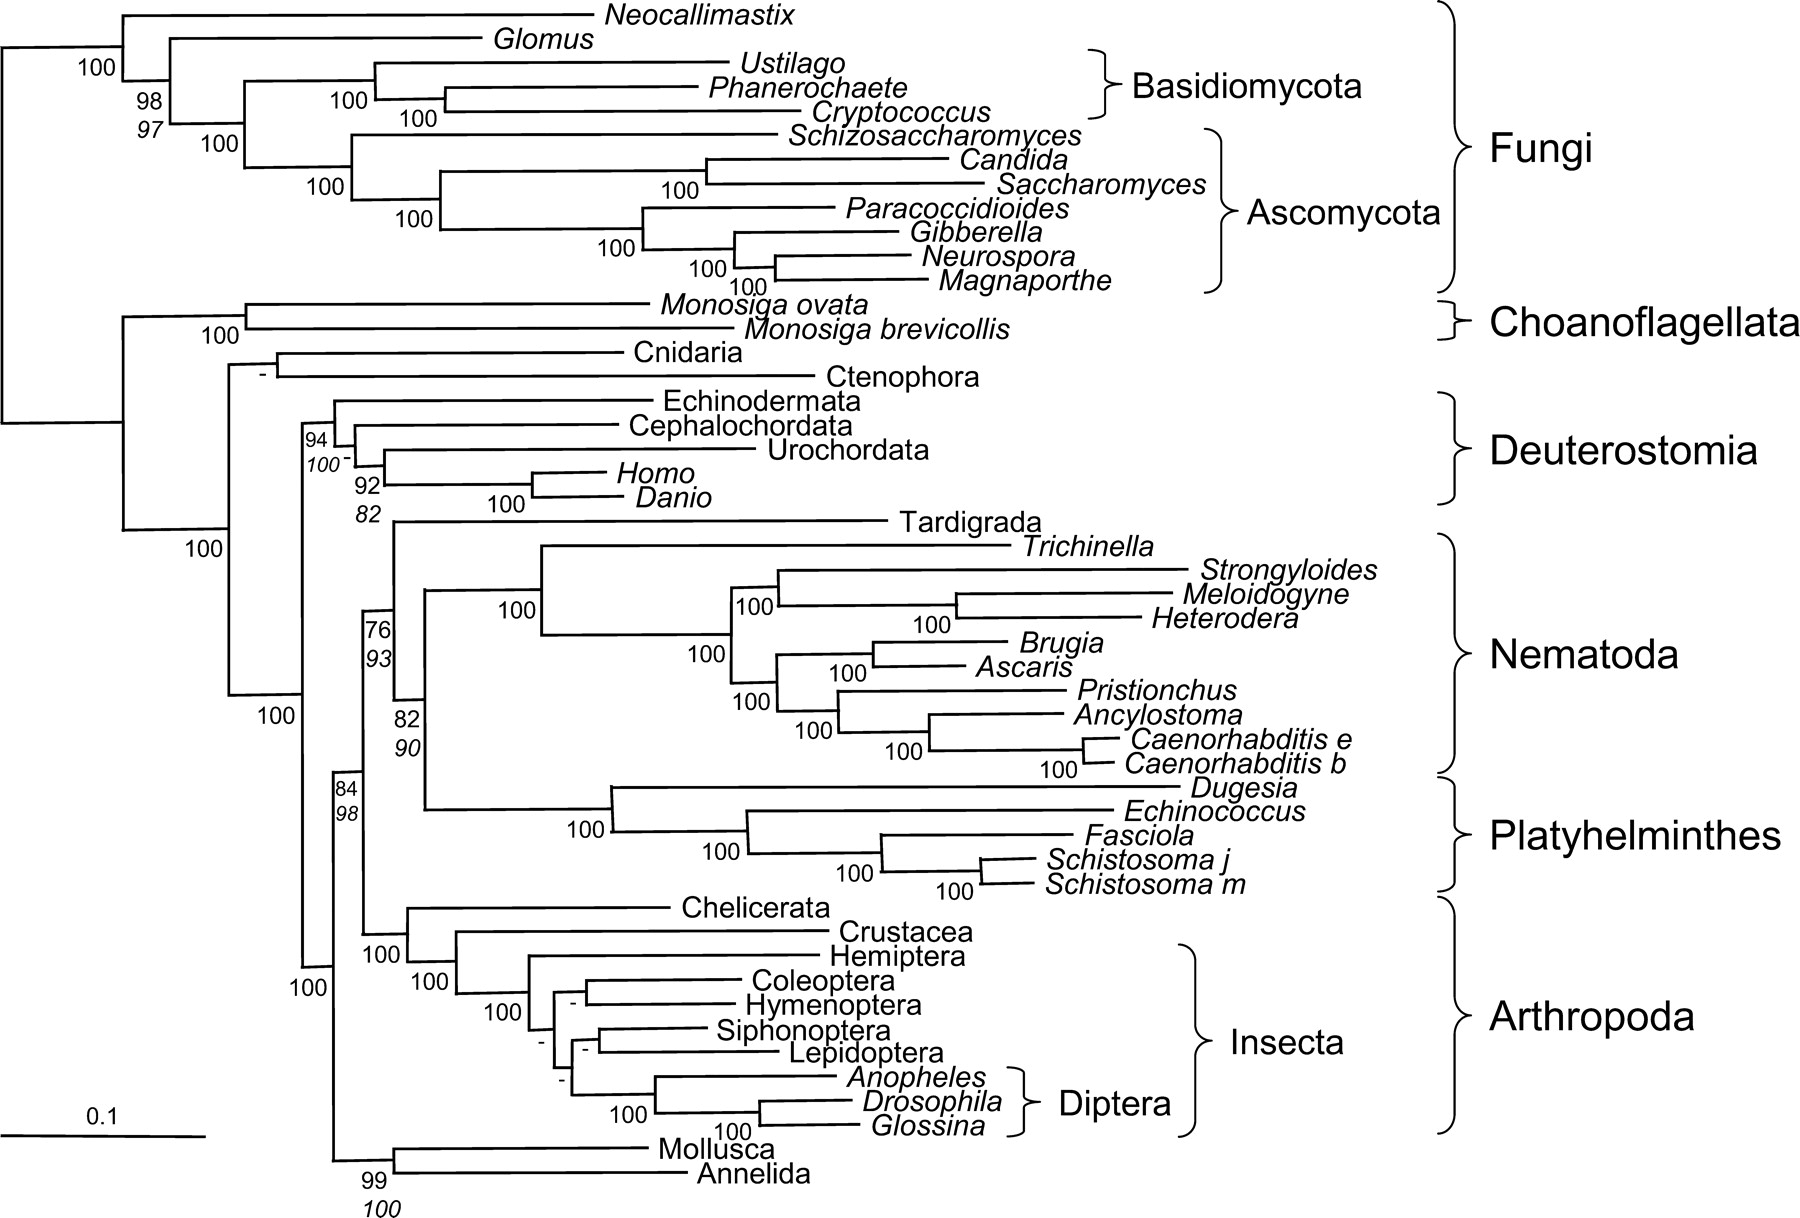 Neocallimastix
Glomus
100
Ustilago
98
Phanerochaete
100
Basidiomycota
97
Cryptococcus
100
100
Schizosaccharomyces
Fungi
Candida
100
100
Saccharomyces
Paracoccidioides
100
Ascomycota
Gibberella
100
Neurospora
100
Magnaporthe
100
Monosiga ovata
100
Monosiga brevicollis
Choanoflagellata
Cnidaria
-
Ctenophora
Echinodermata
Cephalochordata
94
Urochordata
Deuterostomia
100
-
Homo
92
Danio
100
82
Tardigrada
100
Trichinella
Strongyloides
Meloidogyne
100
100
Heterodera
100
76
Brugia
100
Nematoda
93
Ascaris
100
Pristionchus
100
100
Ancylostoma
82
100
Caenorhabditis e
90
100
Caenorhabditis b
100
Dugesia
84
Echinococcus
98
100
Fasciola
Platyhelminthes
100
Schistosoma j
100
Schistosoma m
100
Chelicerata
Crustacea
100
Hemiptera
100
Coleoptera
100
-
Hymenoptera
100
Siphonoptera
Arthropoda
-
-
Lepidoptera
Insecta
-
Anopheles
Drosophila
Diptera
100
Glossina
100
0.1
Mollusca
99
Annelida
100